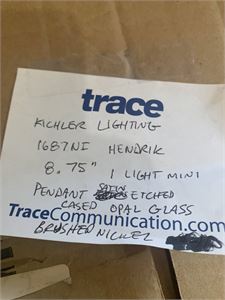 trace
KICHLER LIGHTING
1687NI HENDRIK
8.75" 1 LIGHT MINI
PENDANT SATIN ETCHED
CASED OPAL GLASS
TraceCommunication.com
BRUSHED NICKEL